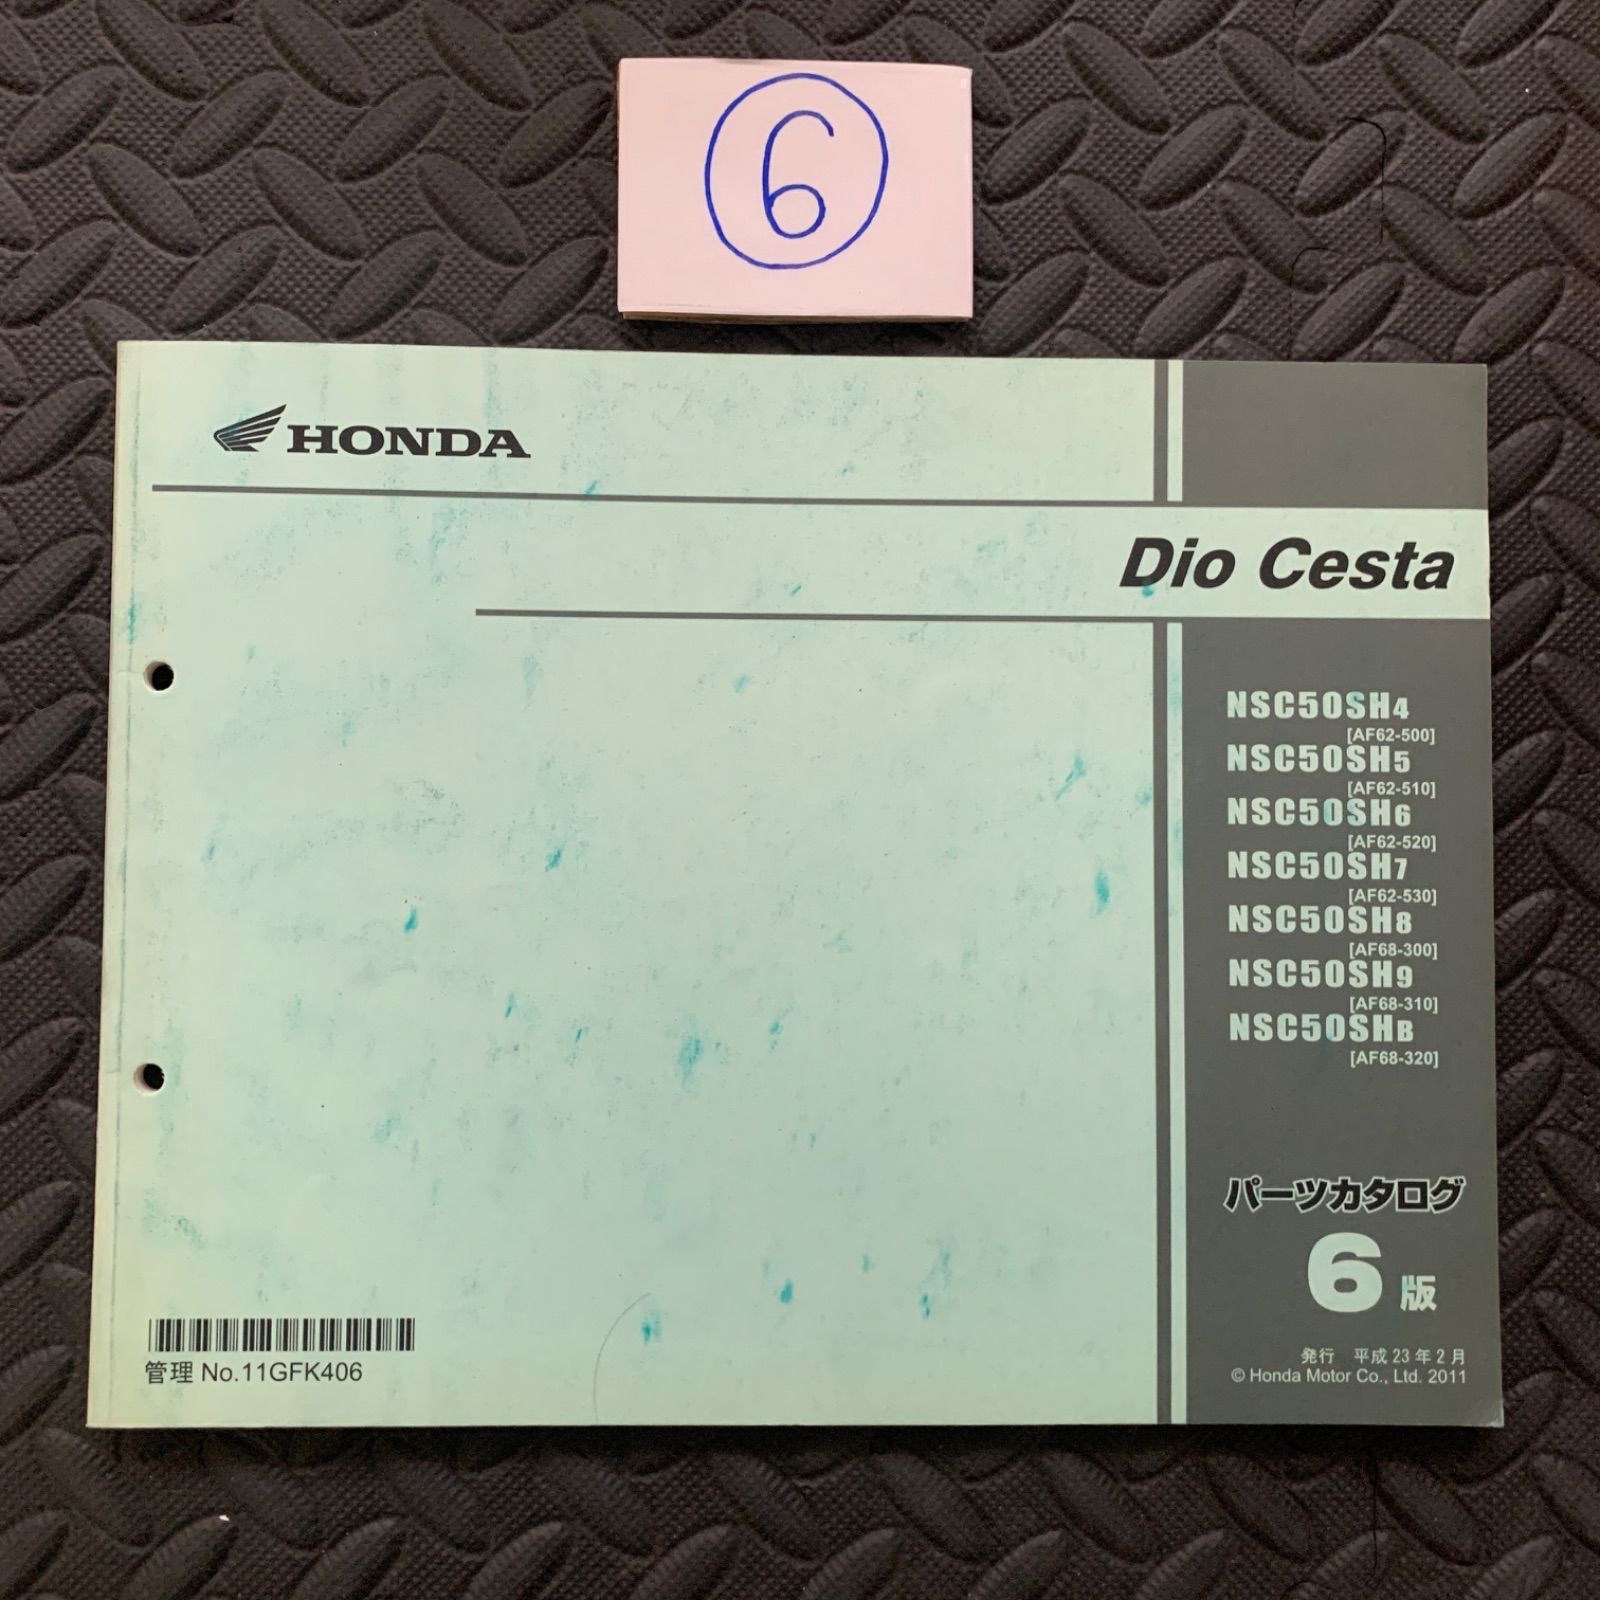 ⑥
HONDA
Dio Cesta
NSC50SH4
[AF62-500]
NSC50SH5
[AF62-510]
NSC50SH6
[AF62-520]
NSC50SH7
[AF62-530]
NSC50SH8
[AF68-300]
NSC50SH9
[AF68-310]
NSC50SHB
[AF68-320]
パーツカタログ
6版
発行 平成23年2月
© Honda Motor Co., Ltd. 2011
管理 No.11GFK406